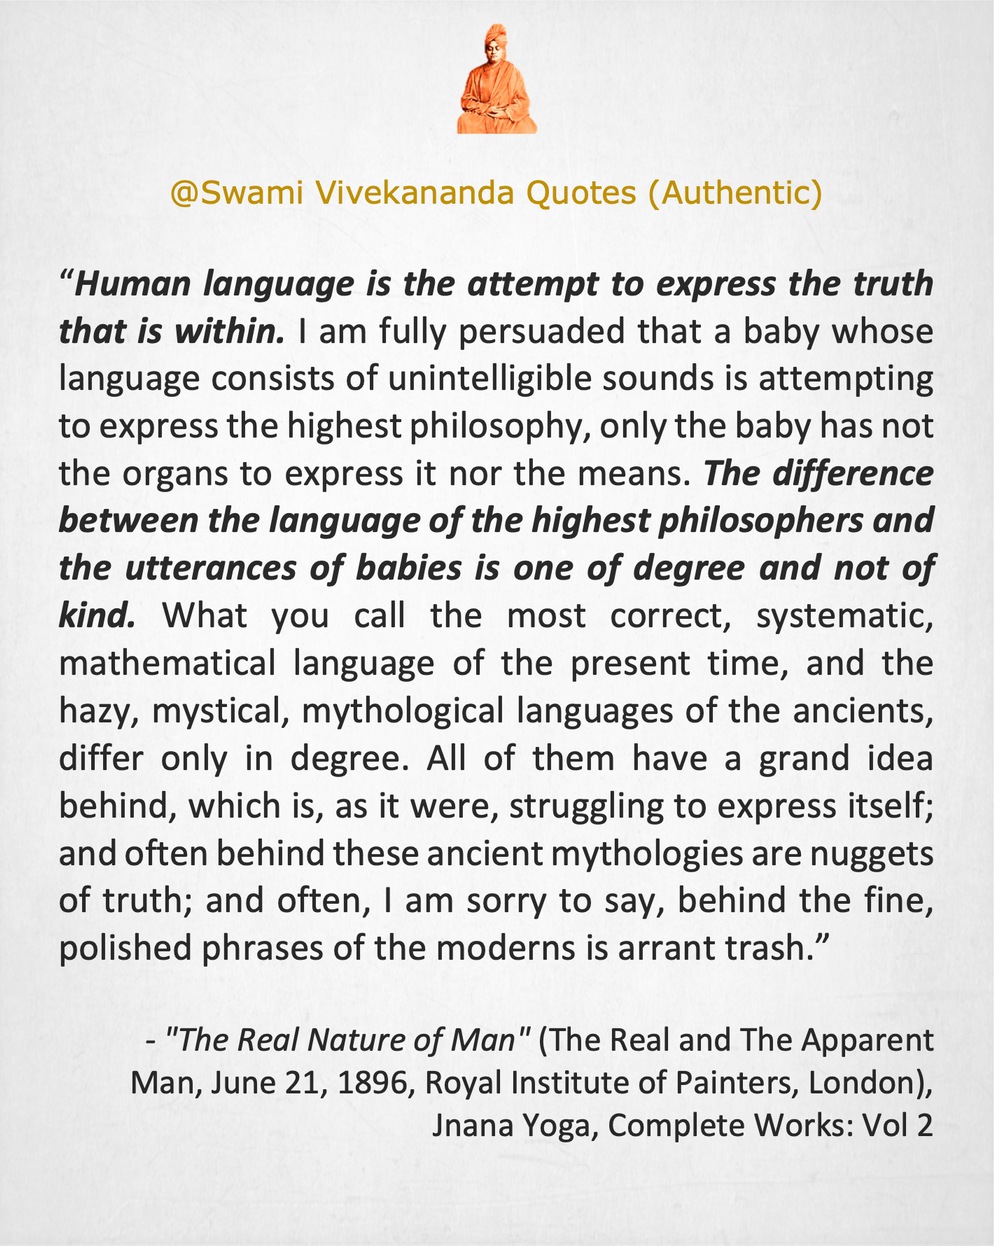 @Swami Vivekananda Quotes (Authentic)
“Human language is the attempt to express the truth
that is within. I am fully persuaded that a baby whose
language consists of unintelligible sounds is attempting
to express the highest philosophy, only the baby has not
the organs to express it nor the means. The difference
between the language of the highest philosophers and
the utterances of babies is one of degree and not of
kind. What you call the most correct, systematic,
mathematical language of the present time, and the
hazy, mystical, mythological languages of the ancients,
differ only in degree. All of them have a grand idea
behind, which is, as it were, struggling to express itself;
and often behind these ancient mythologies are nuggets
of truth; and often, I am sorry to say, behind the fine,
polished phrases of the moderns is arrant trash.”
- "The Real Nature of Man" (The Real and The Apparent
Man, June 21, 1896, Royal Institute of Painters, London),
Jnana Yoga, Complete Works: Vol 2